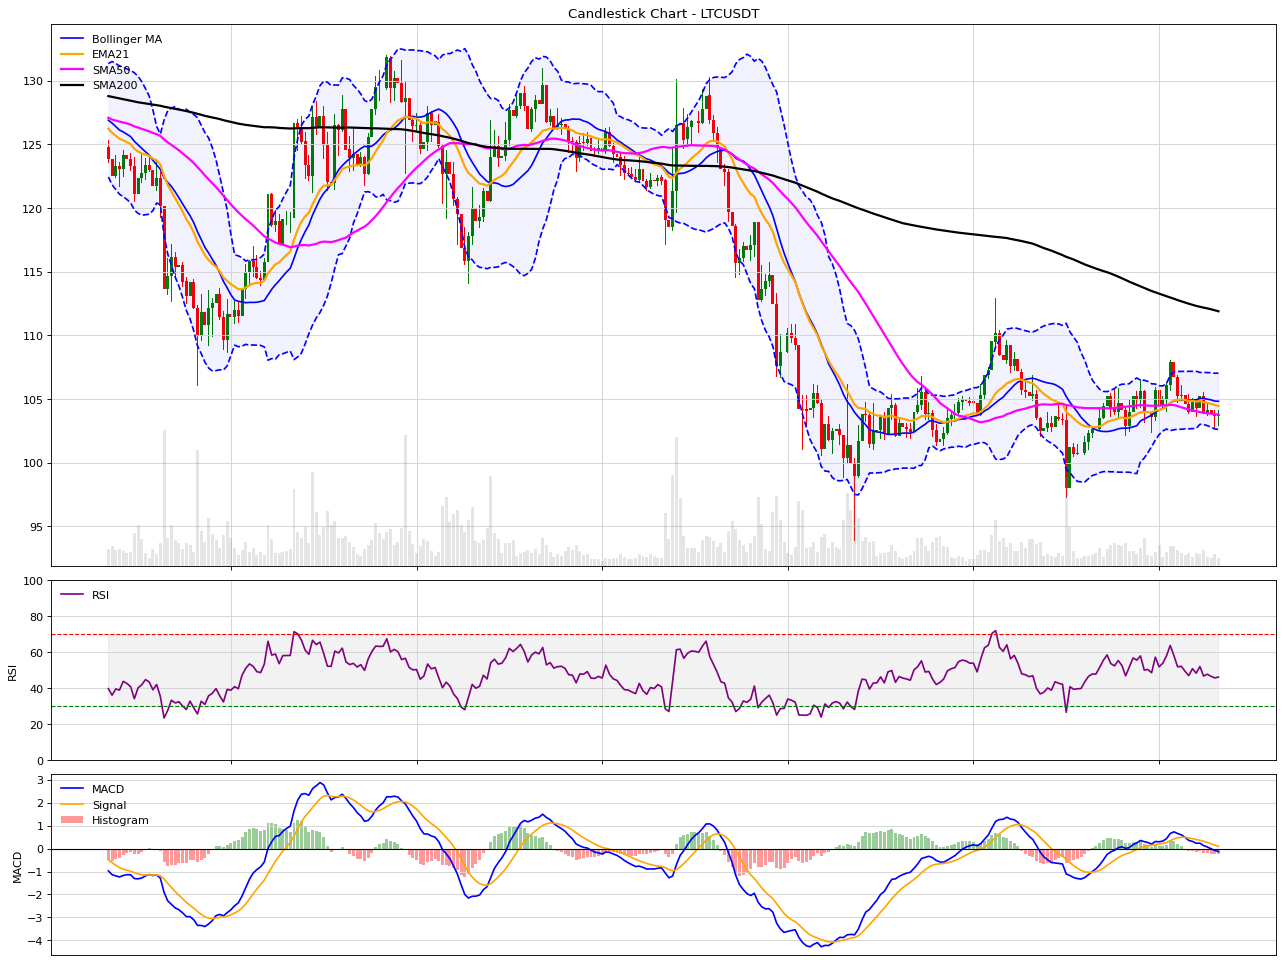 Candlestick Chart - LTCUSDT
Bollinger MA
EMA21
SMA50
SMA200
130
125
120
115
110
105
100
95
RSI
100
80
60
40
20
0
RSI
MACD
Signal
Histogram
3
2
1
0
−1
−2
−3
−4
MACD